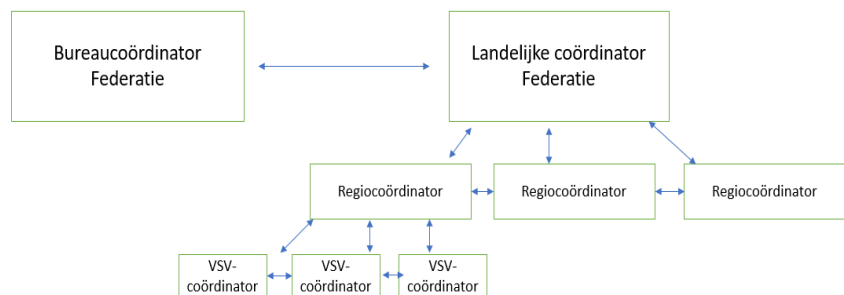 Bureaucoördinator
Federatie
Landelijke coördinator
Federatie
Regiocoördinator
Regiocoördinator
Regiocoördinator
VSV-
coördinator
VSV-
coördinator
VSV-
coördinator